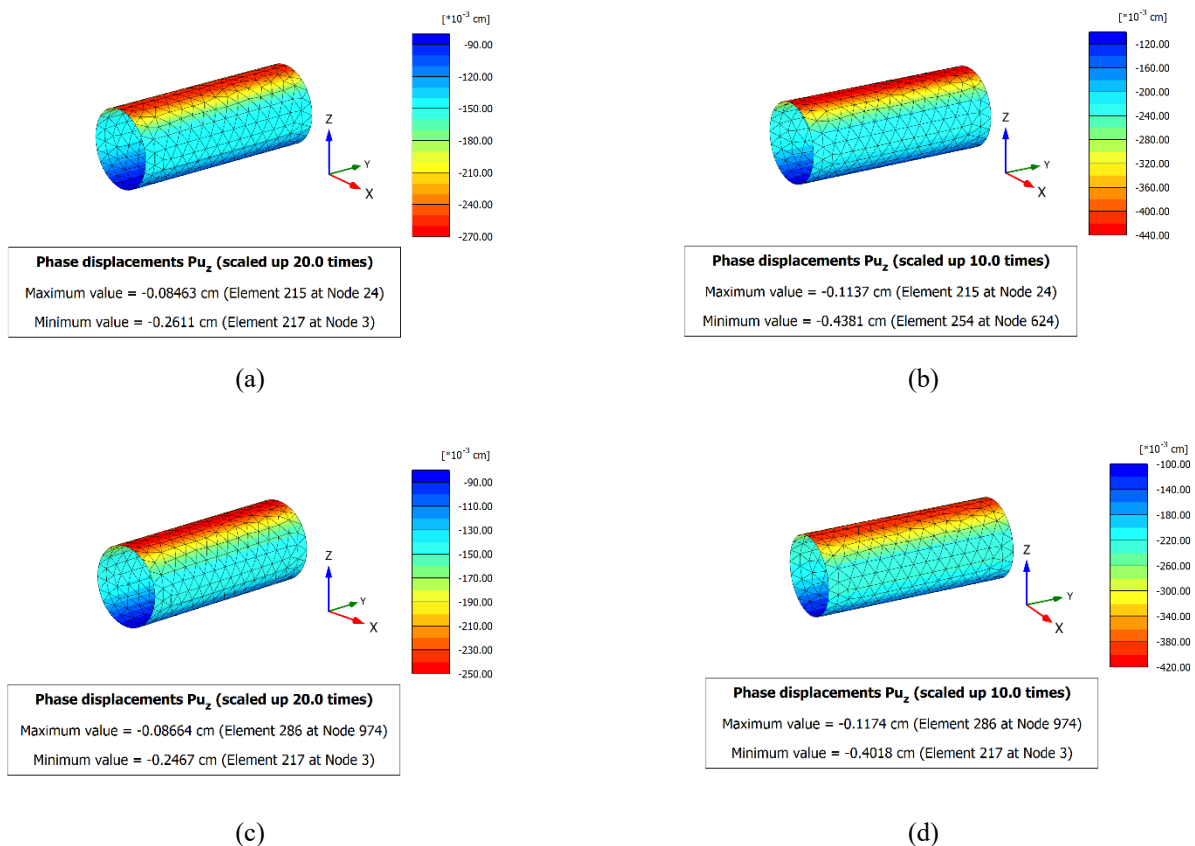 [*10⁻³ cm]
-90.00
-120.00
-150.00
-180.00
-210.00
-240.00
-270.00
Z
Y
X
Phase displacements Pu_z (scaled up 20.0 times)
Maximum value = -0.08463 cm (Element 215 at Node 24)
Minimum value = -0.2611 cm (Element 217 at Node 3)
(a)
[*10⁻³ cm]
-120.00
-160.00
-200.00
-240.00
-280.00
-320.00
-360.00
-400.00
-440.00
Z
Y
X
Phase displacements Pu_z (scaled up 10.0 times)
Maximum value = -0.1137 cm (Element 215 at Node 24)
Minimum value = -0.4381 cm (Element 254 at Node 624)
(b)
[*10⁻³ cm]
-90.00
-110.00
-130.00
-150.00
-170.00
-190.00
-210.00
-230.00
-250.00
Z
Y
X
Phase displacements Pu_z (scaled up 20.0 times)
Maximum value = -0.08664 cm (Element 286 at Node 974)
Minimum value = -0.2467 cm (Element 217 at Node 3)
(c)
[*10⁻³ cm]
-100.00
-140.00
-180.00
-220.00
-260.00
-300.00
-340.00
-380.00
-420.00
Z
Y
X
Phase displacements Pu_z (scaled up 10.0 times)
Maximum value = -0.1174 cm (Element 286 at Node 974)
Minimum value = -0.4018 cm (Element 217 at Node 3)
(d)